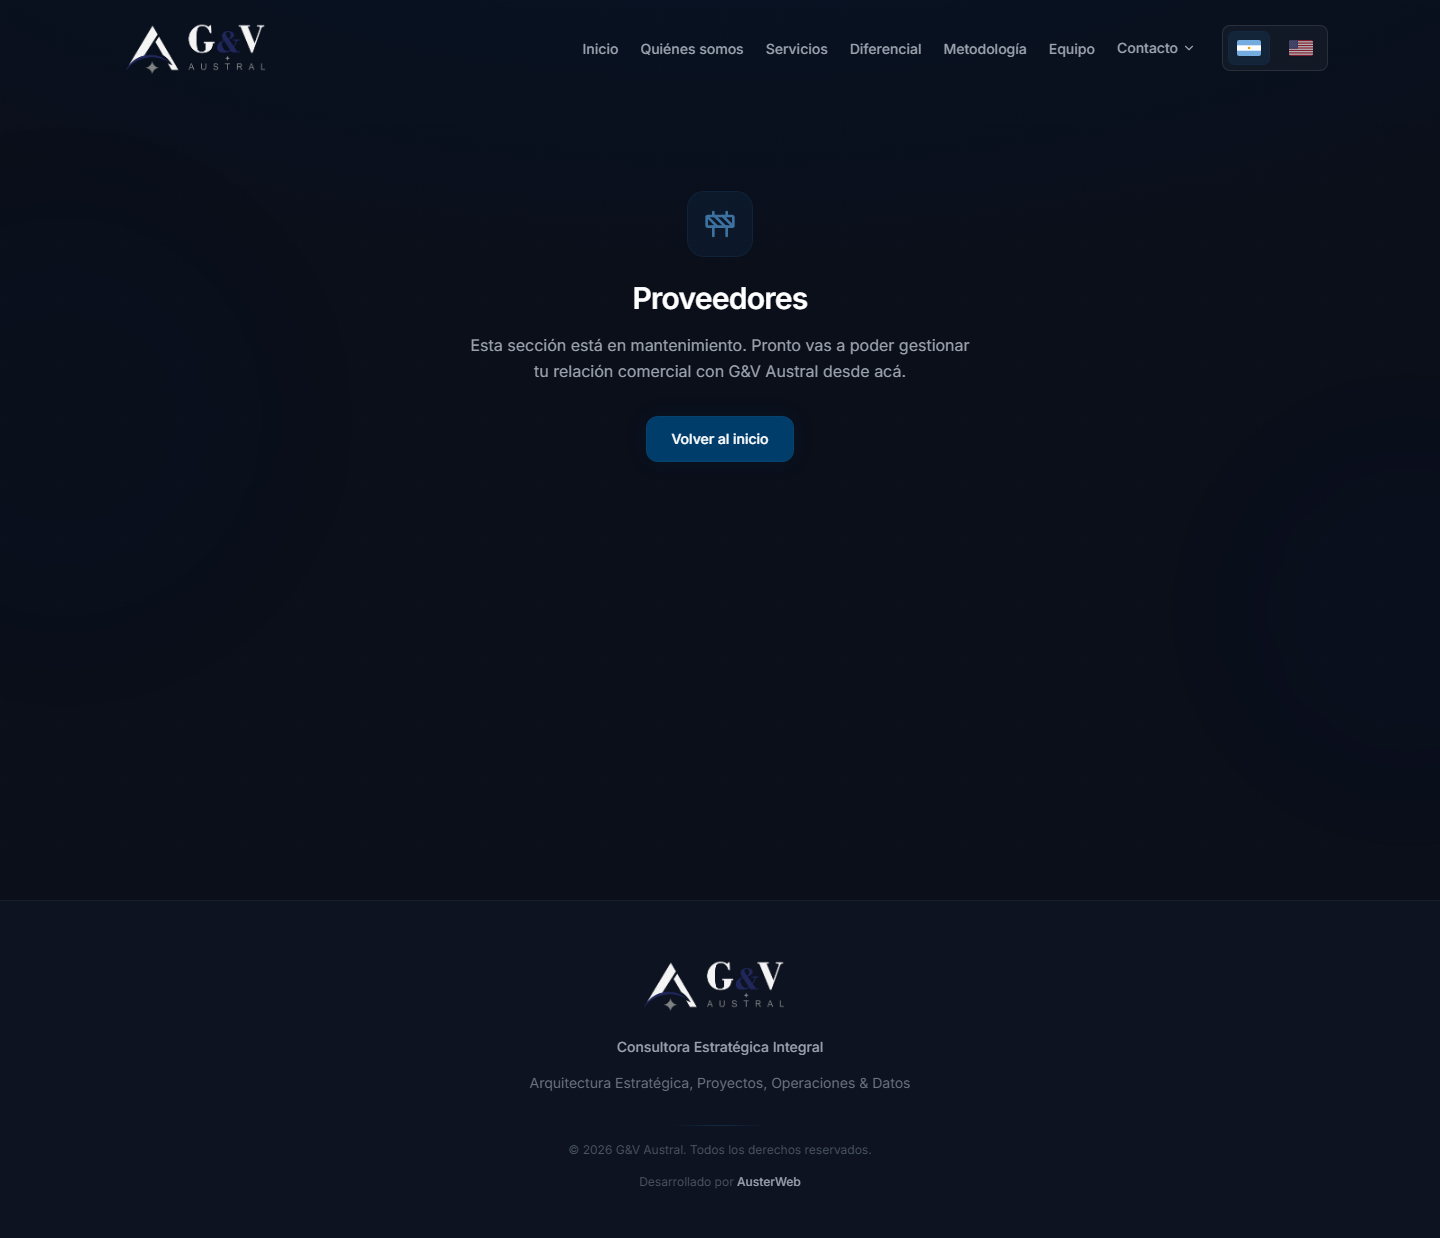 G&V
AUSTRAL
Inicio
Quiénes somos
Servicios
Diferencial
Metodología
Equipo
Contacto
Proveedores
Esta sección está en mantenimiento. Pronto vas a poder gestionar
tu relación comercial con G&V Austral desde acá.
Volver al inicio
G&V
AUSTRAL
Consultora Estratégica Integral
Arquitectura Estratégica, Proyectos, Operaciones & Datos
© 2026 G&V Austral. Todos los derechos reservados.
Desarrollado por AusterWeb